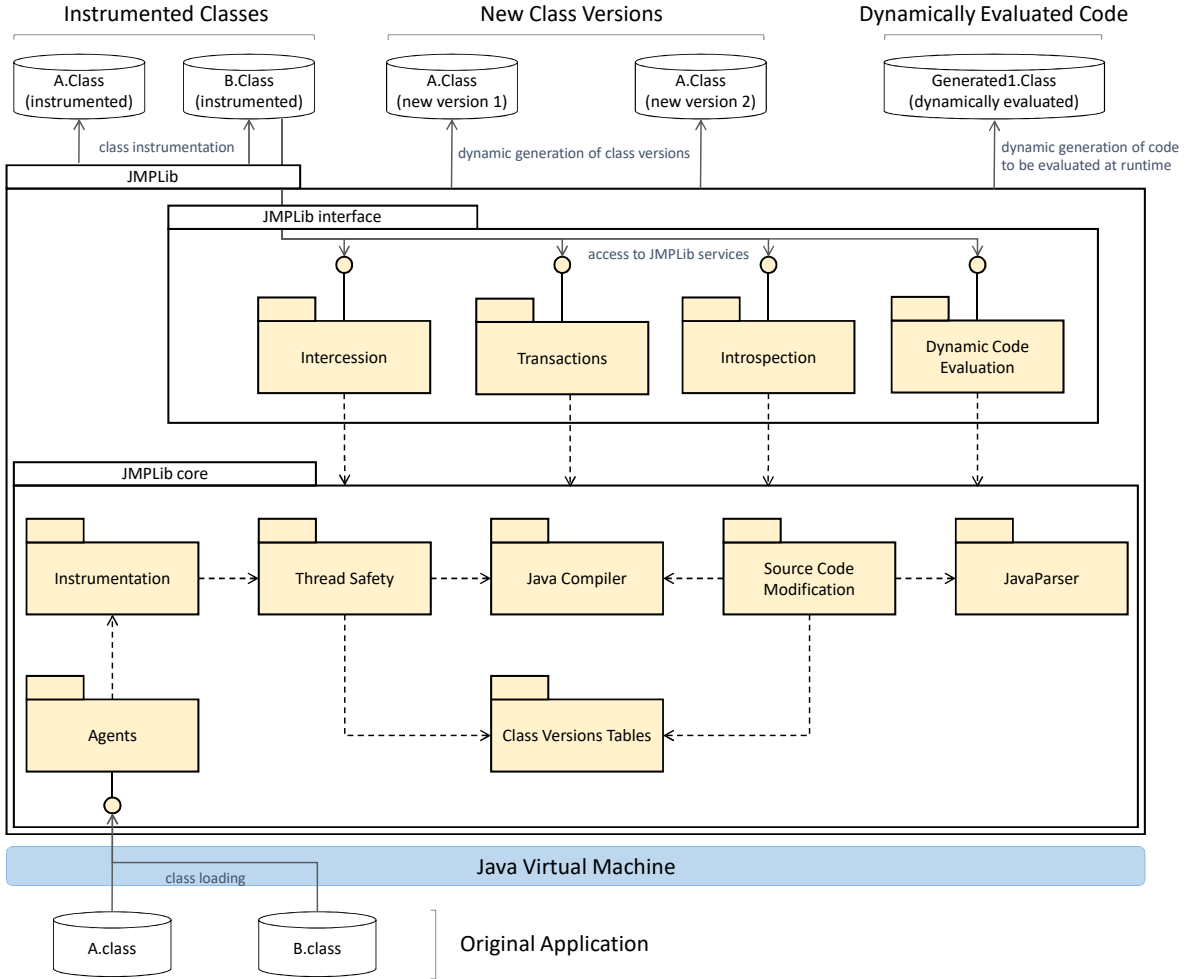 Instrumented Classes
New Class Versions
Dynamically Evaluated Code
A.Class
(instrumented)
B.Class
(instrumented)
A.Class
(new version 1)
A.Class
(new version 2)
Generated1.Class
(dynamically evaluated)
class instrumentation
dynamic generation of class versions
dynamic generation of code
to be evaluated at runtime
JMPLib
JMPLib interface
access to JMPLib services
Intercession
Transactions
Introspection
Dynamic Code
Evaluation
JMPLib core
Instrumentation
Thread Safety
Java Compiler
Source Code
Modification
JavaParser
Agents
Class Versions Tables
Java Virtual Machine
class loading
A.class
B.class
Original Application